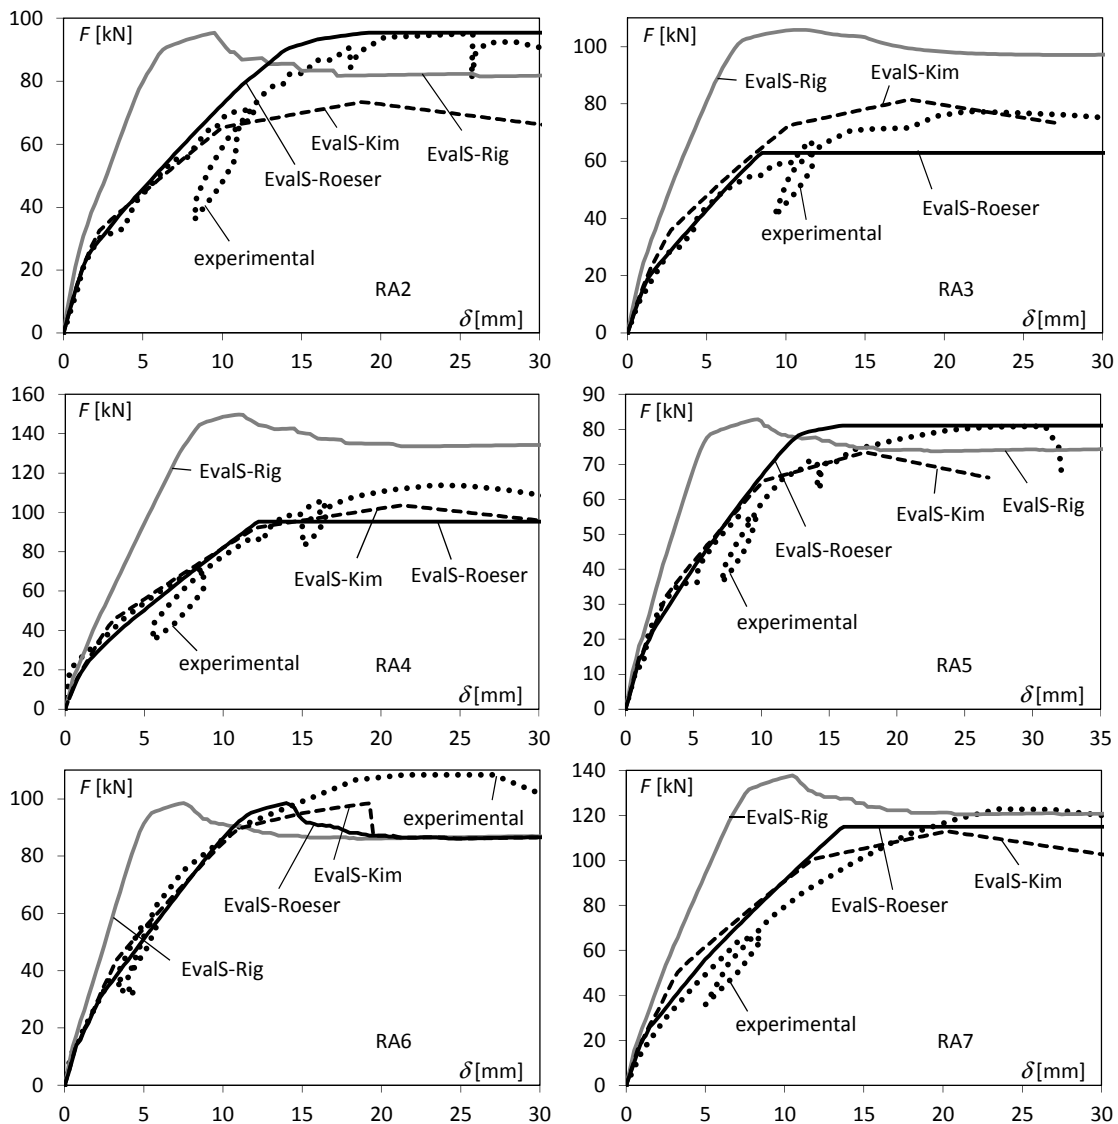 F [kN]
100
80
60
40
20
0
EvalS-Kim
EvalS-Rig
EvalS-Roeser
experimental
RA2
δ [mm]
0 5 10 15 20 25 30
F [kN]
100
80
60
40
20
0
EvalS-Kim
EvalS-Rig
EvalS-Roeser
experimental
RA3
δ [mm]
0 5 10 15 20 25 30
F [kN]
160
140
120
100
80
60
40
20
0
EvalS-Rig
EvalS-Kim
EvalS-Roeser
experimental
RA4
δ [mm]
0 5 10 15 20 25 30
F [kN]
90
80
70
60
50
40
30
20
10
0
EvalS-Kim
EvalS-Rig
EvalS-Roeser
experimental
RA5
δ [mm]
0 5 10 15 20 25 30 35
F [kN]
100
80
60
40
20
0
experimental
EvalS-Kim
EvalS-Roeser
EvalS-Rig
RA6
δ [mm]
0 5 10 15 20 25 30
F [kN]
140
120
100
80
60
40
20
0
EvalS-Rig
EvalS-Kim
EvalS-Roeser
experimental
RA7
δ [mm]
0 5 10 15 20 25 30